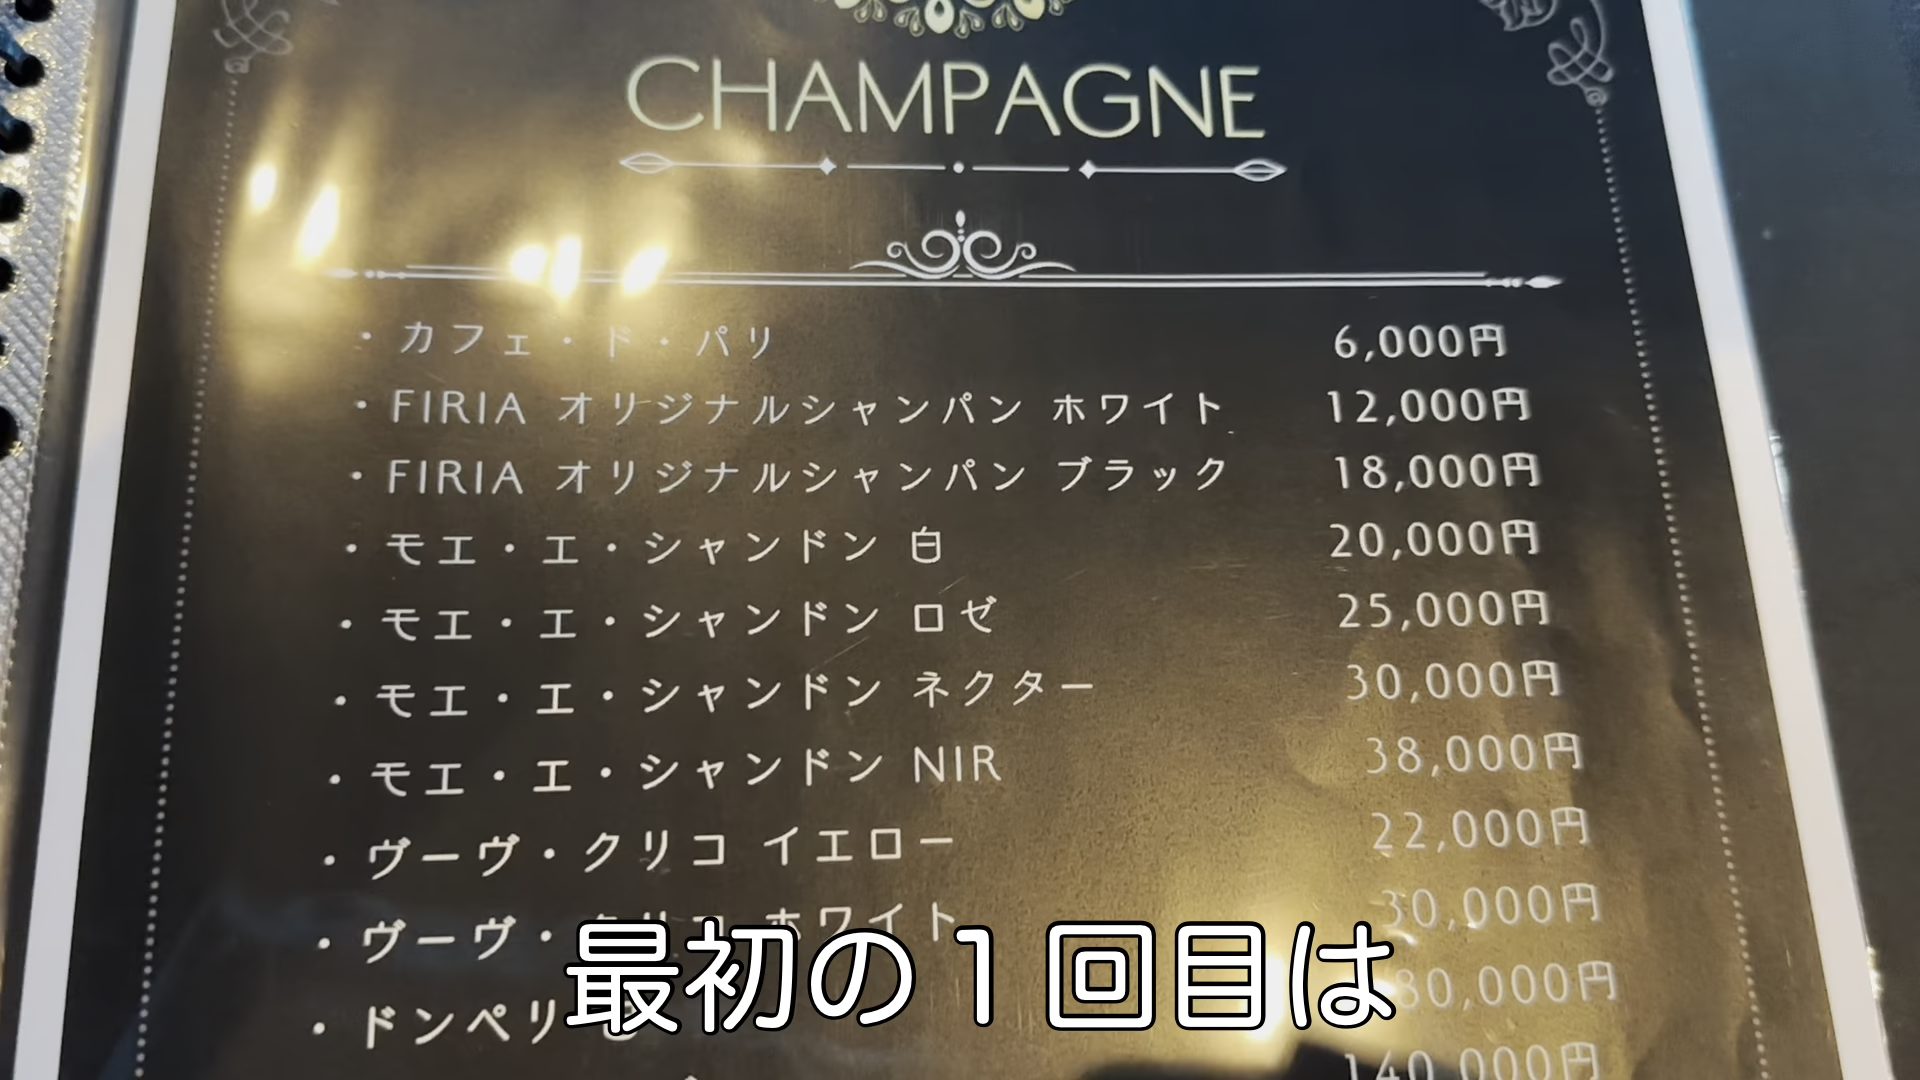 CHAMPAGNE
・カフェ・ド・パリ 6,000円
・FIRIA オリジナルシャンパン ホワイト 12,000円
・FIRIA オリジナルシャンパン ブラック 18,000円
・モエ・エ・シャンドン 白 20,000円
・モエ・エ・シャンドン ロゼ 25,000円
・モエ・エ・シャンドン ネクター 30,000円
・モエ・エ・シャンドン NIR 38,000円
・ヴーヴ・クリコ イエロー 22,000円
・ヴーヴ・クリコ ホワイト 30,000円
・ドンペリ 80,000円
140,000円
最初の1回目は